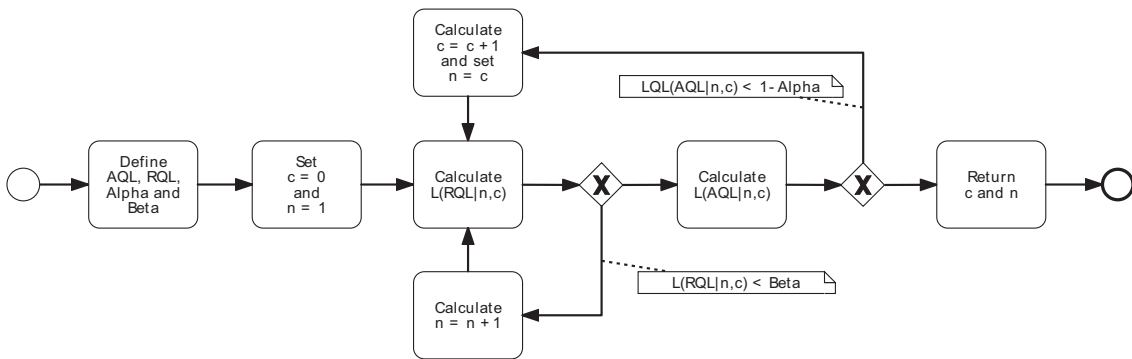 Calculate
c = c + 1
and set
n = c
LQL(AQL|n,c) < 1- Alpha
Define
AQL, RQL,
Alpha and
Beta
Set
c = 0
and
n = 1
Calculate
L(RQL|n,c)
X
Calculate
L(AQL|n,c)
X
Return
c and n
Calculate
n = n + 1
L(RQL|n,c) < Beta